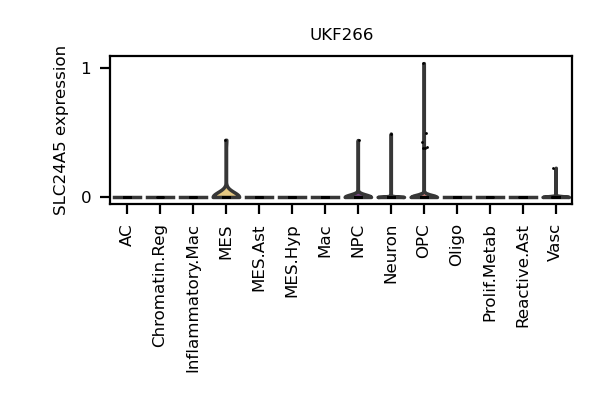 UKF266
SLC24A5 expression
1
0
AC
Chromatin.Reg
Inflammatory.Mac
MES
MES.Ast
MES.Hyp
Mac
NPC
Neuron
OPC
Oligo
Prolif.Metab
Reactive.Ast
Vasc